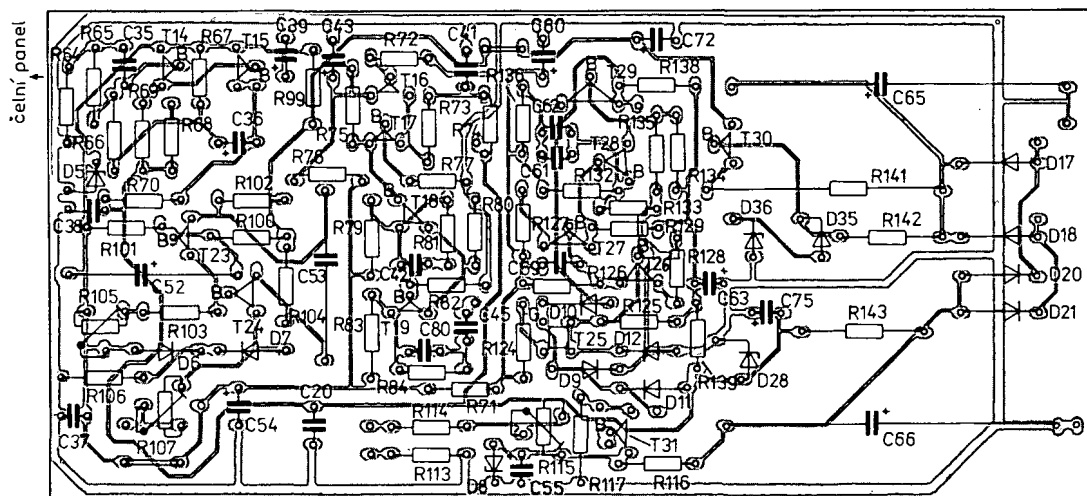 čelní panel
R64 R65 C35 T14 R67 T15 C39 C43 R72 C41 C60 C72
B B R69 R99 T16 R136 B T29 R138
C65
R66 R68 C36 R75 T17 R73 R74 C62 R135 T28 B T30
D5 R70 R102 R76 R77 C61 R132 B R134 R141 D17
C38 R101 B9 R100 R79 T18 R81 R80 R127 B T27 R133 R129 D36 D35 R142 D18
T23 C53 C42 C59 R126 R128
C52 B B R82 D10 R125 C63 C75 D20
R105 R103 T24 R104 R83 T19 C80 C45 R124 T25 D12 R143 D21
D7 R139 D28
R106 R84 R71 D9 D11
C37 R107 C54 C20 R114 B T31 C66
R113 D8 C55 R115 R117 R116